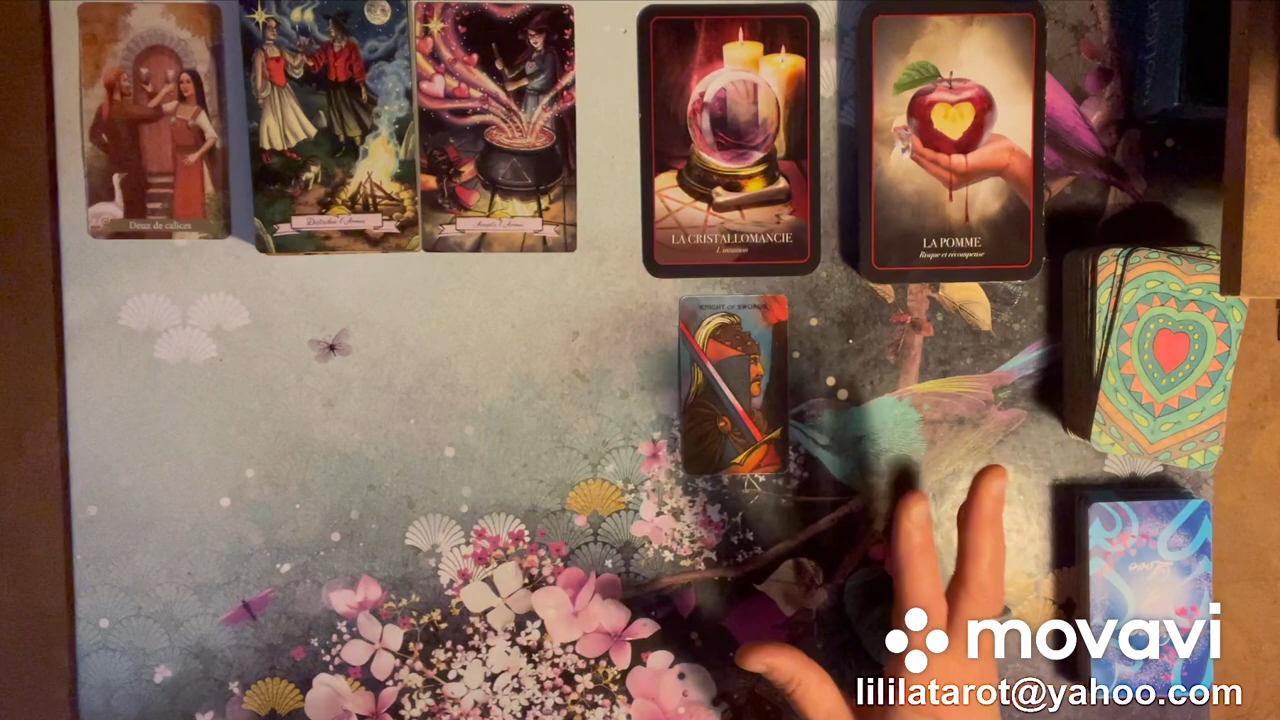 Deux de calices
LA CRISTALLOMANCIE
L'intuition
LA POMME
Risque et récompense
KNIGHT OF SWORDS
movavi
lililatarot@yahoo.com